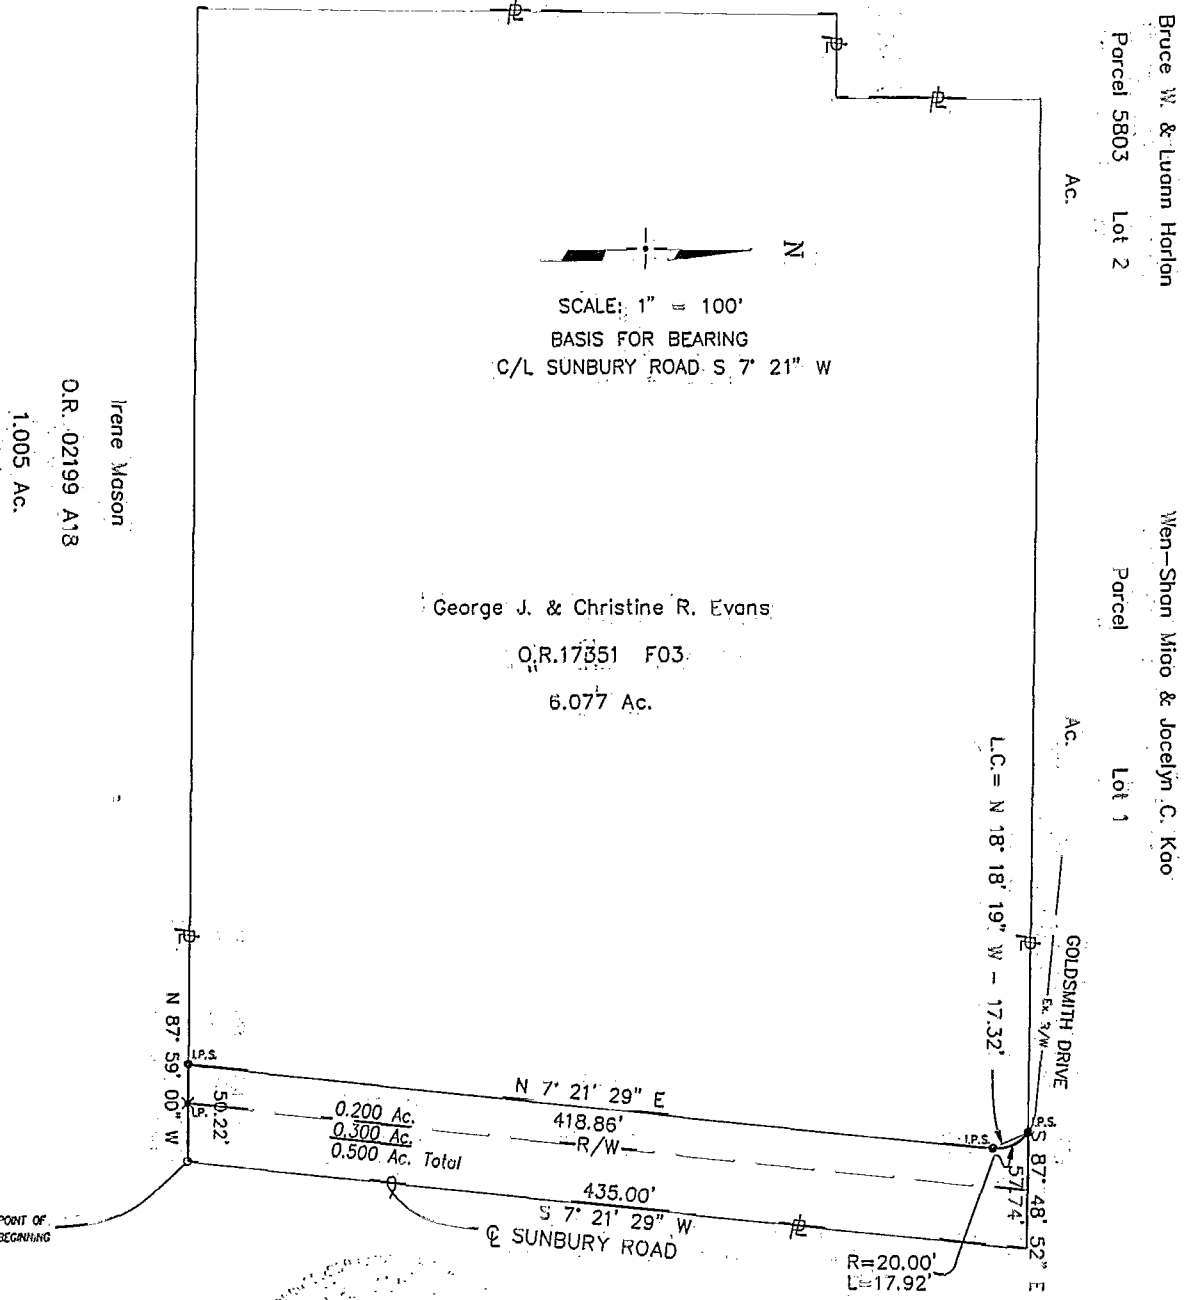 Bruce W. & Luann Harlan
Parcel 5803 Lot 2
Ac.
N
SCALE: 1" = 100'
BASIS FOR BEARING
C/L SUNBURY ROAD S 7° 21" W
Irene Mason
O.R. 02199 A18
1.005 Ac.
Wen-Shan Miao & Jocelyn C. Kao
Parcel Lot 1
Ac.
George J. & Christine R. Evans
O.R.17351 F03
6.077 Ac.
L.C.= N 18° 18' 19" W - 17.32'
GOLDSMITH DRIVE
Ex. R/W
N 87° 59' 00" W
50.22'
I.P.S.
I.P.
N 7° 21' 29" E
418.86'
R/W
0.200 Ac.
0.300 Ac.
0.500 Ac. Total
I.P.S.
I.P.S.
S 87° 48' 52" E
57.74'
435.00'
S 7° 21' 29" W
℄ SUNBURY ROAD
R=20.00'
L=17.92'
POINT OF
BEGINNING